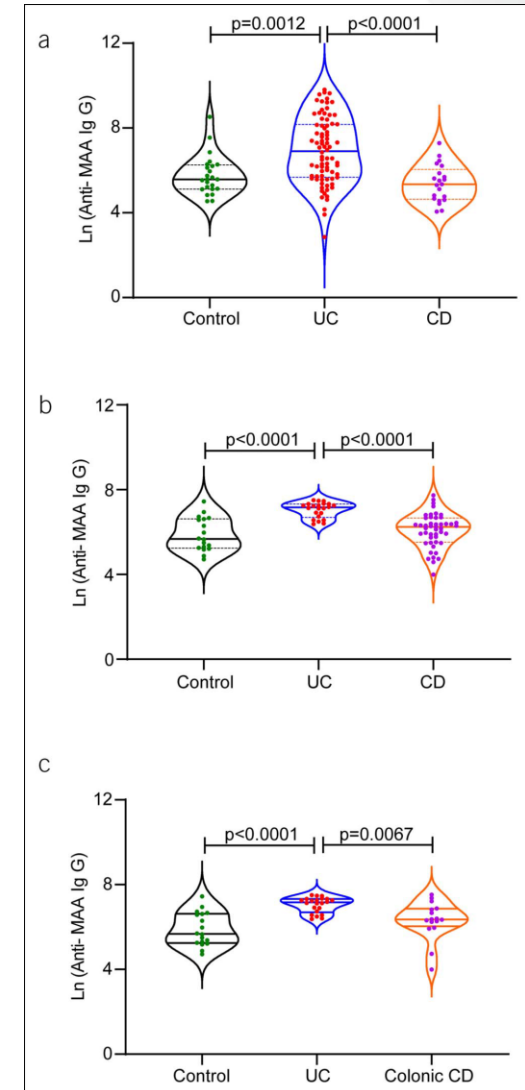 a
p=0.0012 p<0.0001
12
8
4
0
Ln (Anti- MAA Ig G)
Control UC CD
b
p<0.0001 p<0.0001
12
8
4
0
Ln (Anti- MAA Ig G)
Control UC CD
c
p<0.0001 p=0.0067
12
8
4
0
Ln (Anti- MAA Ig G)
Control UC Colonic CD